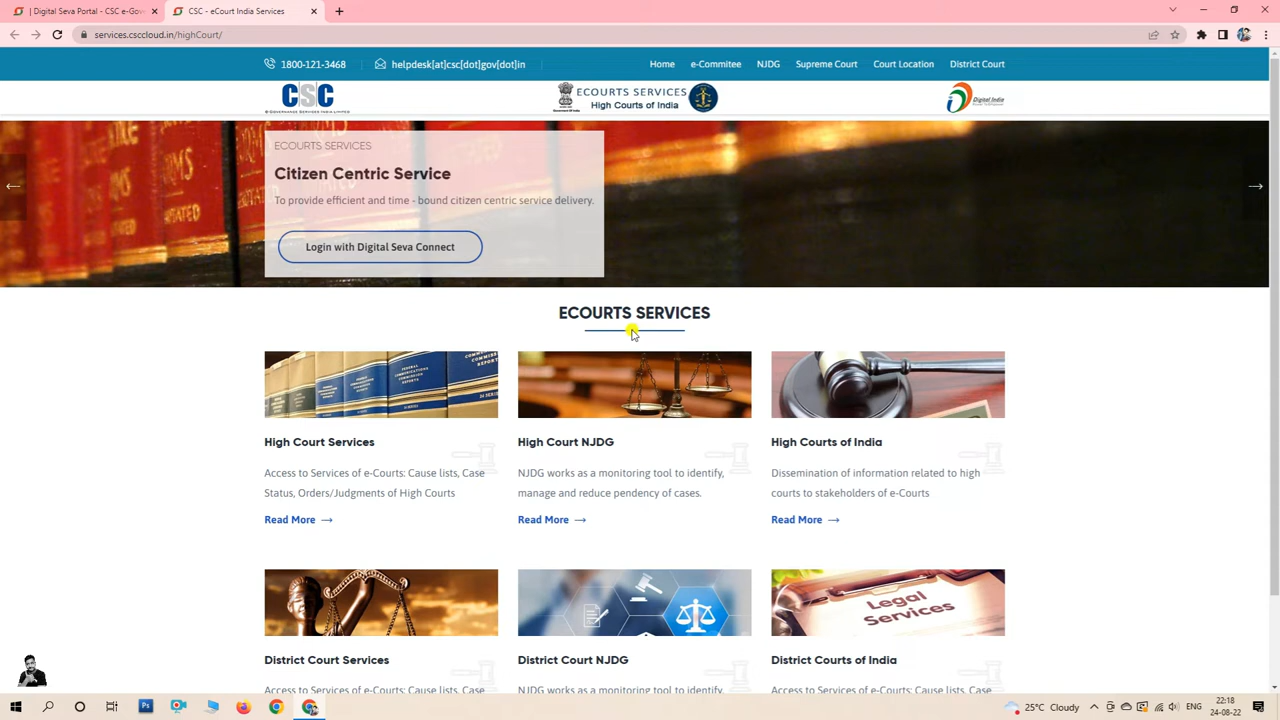 | Digital Seva Portal - CSC e-Gov
CSC - eCourt India Services
services.csccloud.in/highCourt/
1800-121-3468
helpdesk[at]csc[dot]gov[dot]in
Home
e-Commitee
NJDG
Supreme Court
Court Location
District Court
CSC
ECOURTS SERVICES
High Courts of India
Digital India
ECOURTS SERVICES
Citizen Centric Service
To provide efficient and time - bound citizen centric service delivery.
Login with Digital Seva Connect
ECOURTS SERVICES
High Court Services
Access to Services of e-Courts: Cause lists, Case
Status, Orders/Judgments of High Courts
Read More
High Court NJDG
NJDG works as a monitoring tool to identify,
manage and reduce pendency of cases.
Read More
High Courts of India
Dissemination of information related to high
courts to stakeholders of e-Courts
Read More
Legal
Services
District Court Services
Access to Services of e-Courts: Cause lists, Case
District Court NJDG
NJDG works as a monitoring tool to identify,
District Courts of India
Access to Services of e-Courts: Cause lists, Case
Ps
25°C Cloudy
ENG
22:18
24-08-22